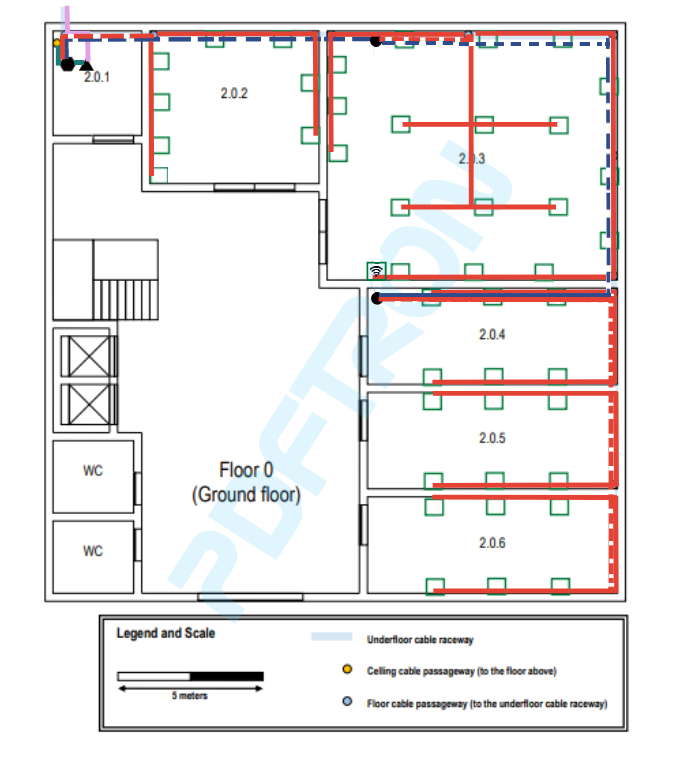 2.0.1
2.0.2
2.0.3
2.0.4
2.0.5
2.0.6
WC
WC
Floor 0
(Ground floor)
PDFTRON
Legend and Scale
5 meters
Underfloor cable raceway
Celling cable passageway (to the floor above)
Floor cable passageway (to the underfloor cable raceway)